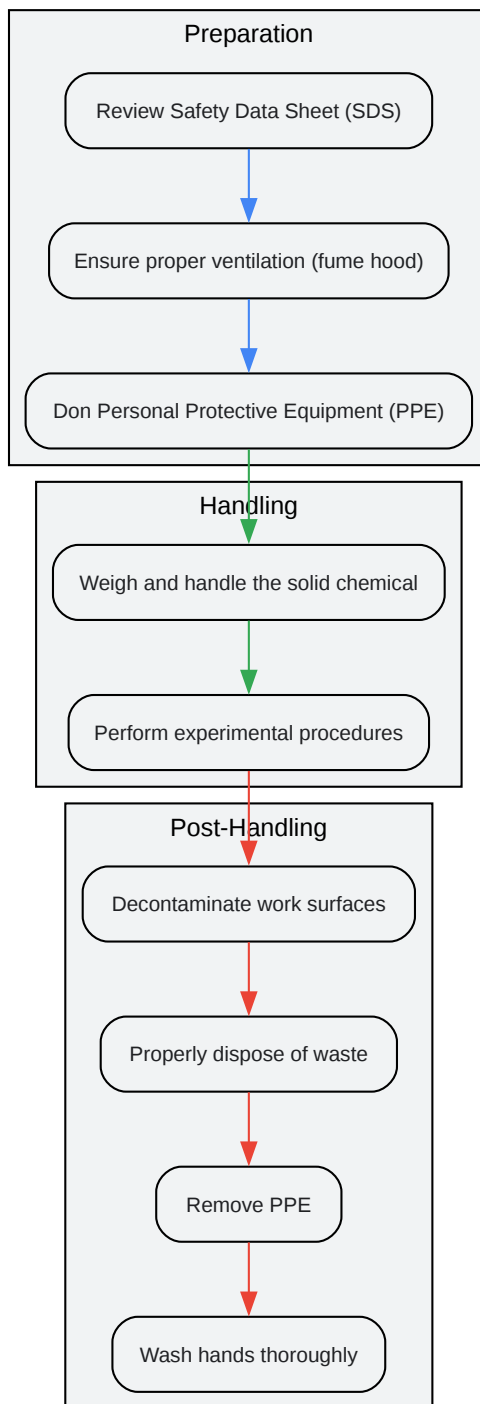 Preparation
Review Safety Data Sheet (SDS)
Ensure proper ventilation (fume hood)
Don Personal Protective Equipment (PPE)
Handling
Weigh and handle the solid chemical
Perform experimental procedures
Post-Handling
Decontaminate work surfaces
Properly dispose of waste
Remove PPE
Wash hands thoroughly